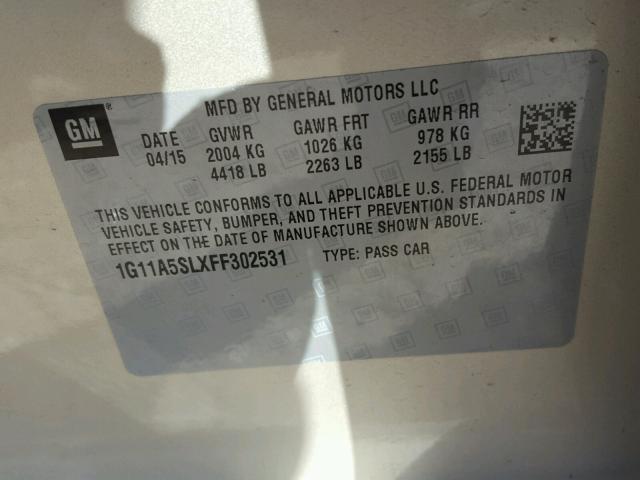 MFD BY GENERAL MOTORS LLC
GM ®
DATE GVWR GAWR FRT GAWR RR
04/15 2004 KG 1026 KG 978 KG
4418 LB 2263 LB 2155 LB
THIS VEHICLE CONFORMS TO ALL APPLICABLE U.S. FEDERAL MOTOR
VEHICLE SAFETY, BUMPER, AND THEFT PREVENTION STANDARDS IN
EFFECT ON THE DATE OF MANUFACTURE SHOWN ABOVE.
1G11A5SLXFF302531 TYPE: PASS CAR